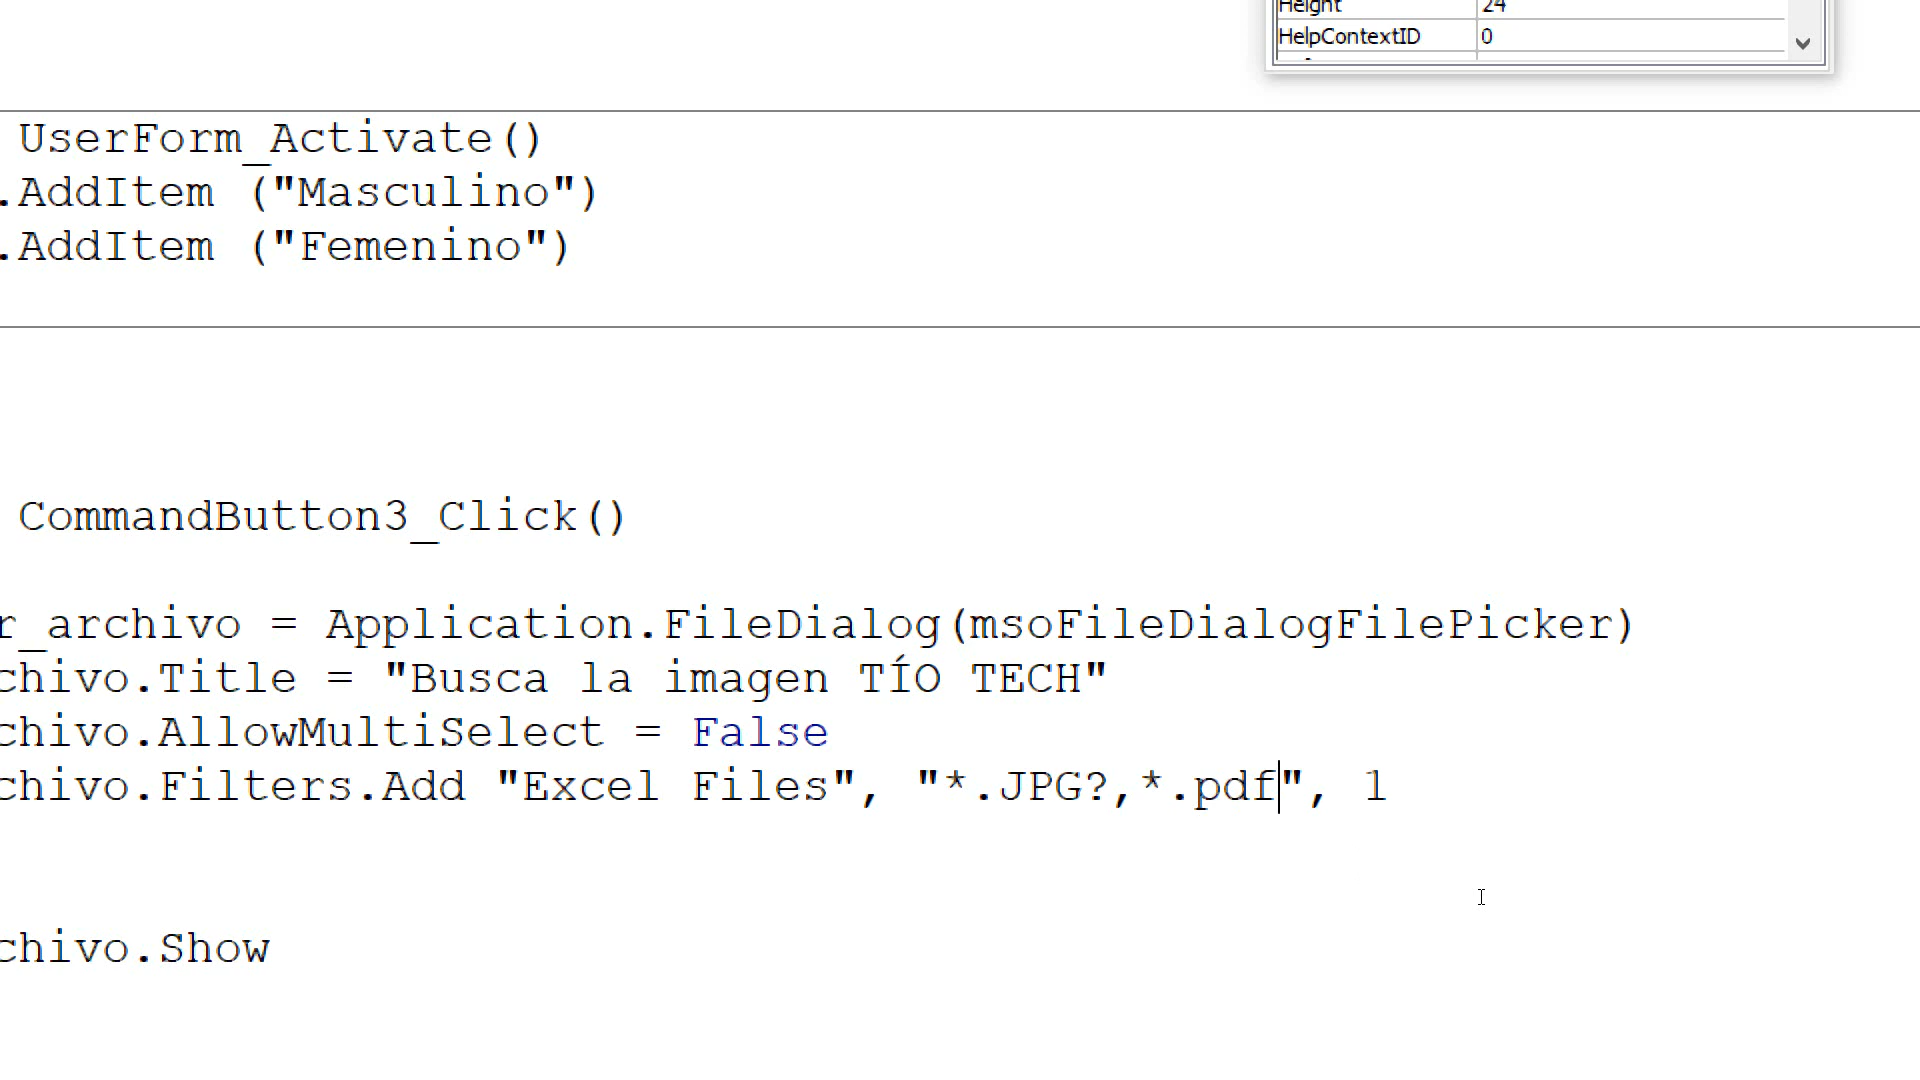 Height 24
HelpContextID 0
UserForm_Activate()
.AddItem ("Masculino")
.AddItem ("Femenino")
CommandButton3_Click()
r_archivo = Application.FileDialog(msoFileDialogFilePicker)
chivo.Title = "Busca la imagen TÍO TECH"
chivo.AllowMultiSelect = False
chivo.Filters.Add "Excel Files", "*.JPG?,*.pdf", 1
chivo.Show